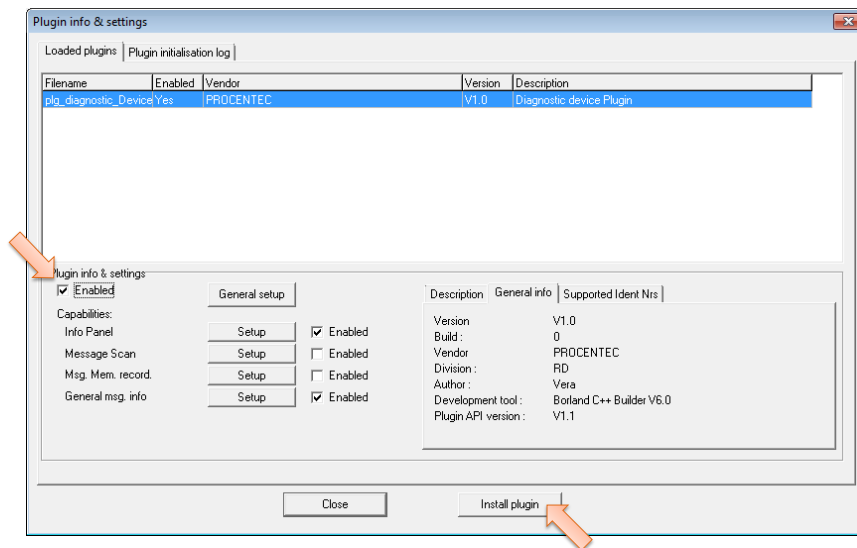 Plugin info & settings
Loaded plugins Plugin initialisation log
Filename Enabled Vendor Version Description
plg_diagnostic_Device Yes PROCENTEC V1.0 Diagnostic device Plugin
Plugin info & settings
Enabled General setup Description General info Supported Ident Nrs
Capabilities:
Info Panel Setup Enabled
Message Scan Setup Enabled
Msg. Mem. record. Setup Enabled
General msg. info Setup Enabled
Version V1.0
Build : 0
Vendor PROCENTEC
Division : RD
Author : Vera
Development tool : Borland C++ Builder V6.0
Plugin API version : V1.1
Close Install plugin